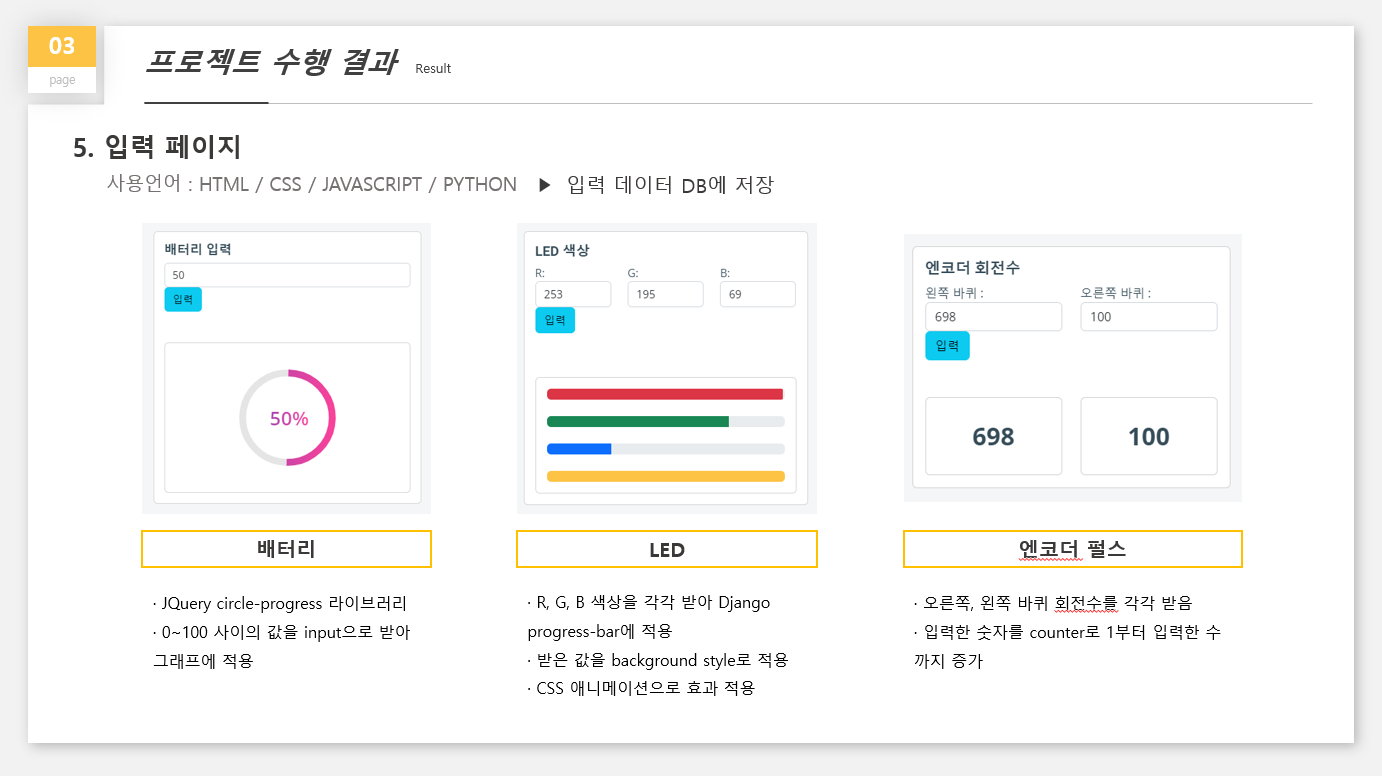 03
page
프로젝트 수행 결과 Result
5. 입력 페이지
사용언어 : HTML / CSS / JAVASCRIPT / PYTHON ▶ 입력 데이터 DB에 저장
배터리 입력
50
입력
50%
LED 색상
R: G: B:
253 195 69
입력
엔코더 회전수
왼쪽 바퀴 : 오른쪽 바퀴 :
698 100
입력
698 100
배터리
LED
엔코더 펄스
· JQuery circle-progress 라이브러리
· 0~100 사이의 값을 input으로 받아
그래프에 적용
· R, G, B 색상을 각각 받아 Django
progress-bar에 적용
· 받은 값을 background style로 적용
· CSS 애니메이션으로 효과 적용
· 오른쪽, 왼쪽 바퀴 회전수를 각각 받음
· 입력한 숫자를 counter로 1부터 입력한 수
까지 증가